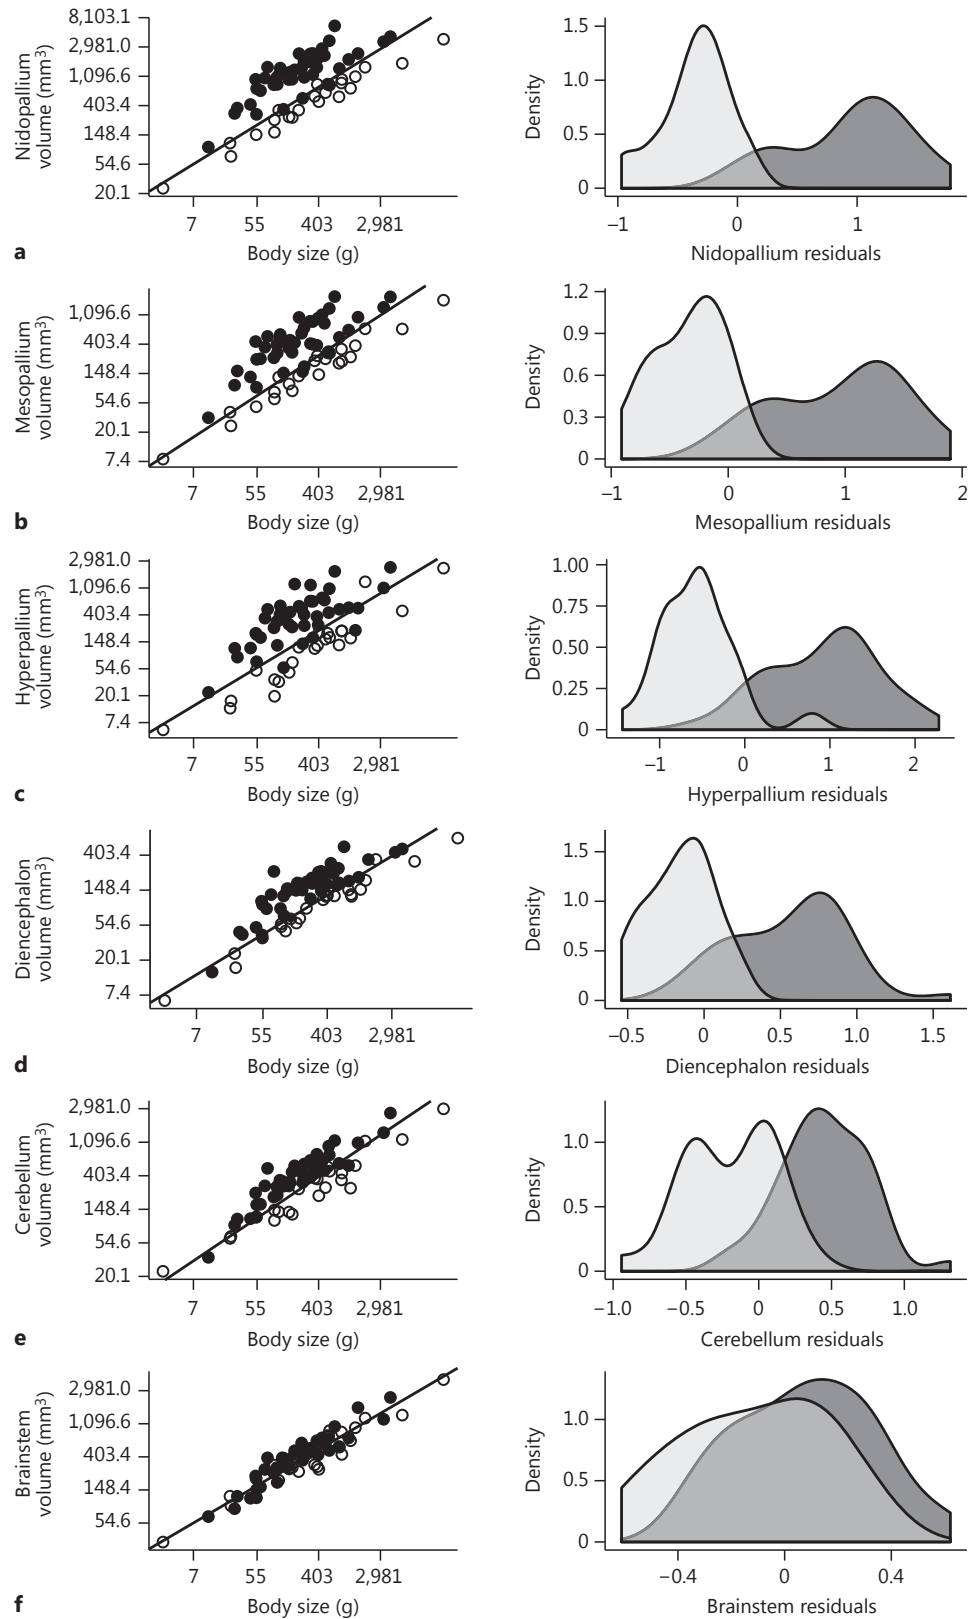 8,103.1
2,981.0
1,096.6
403.4
148.4
54.6
20.1
Nidopallium
volume (mm³)
7 55 403 2,981
Body size (g)
a
1.5
1.0
0.5
0
Density
−1 0 1
Nidopallium residuals
1,096.6
403.4
148.4
54.6
20.1
7.4
Mesopallium
volume (mm³)
7 55 403 2,981
Body size (g)
b
1.2
0.9
0.6
0.3
0
Density
−1 0 1 2
Mesopallium residuals
2,981.0
1,096.6
403.4
148.4
54.6
20.1
7.4
Hyperpallium
volume (mm³)
7 55 403 2,981
Body size (g)
c
1.00
0.75
0.50
0.25
0
Density
−1 0 1 2
Hyperpallium residuals
403.4
148.4
54.6
20.1
7.4
Diencephalon
volume (mm³)
7 55 403 2,981
Body size (g)
d
1.5
1.0
0.5
0
Density
−0.5 0 0.5 1.0 1.5
Diencephalon residuals
2,981.0
1,096.6
403.4
148.4
54.6
20.1
Cerebellum
volume (mm³)
7 55 403 2,981
Body size (g)
e
1.0
0.5
0
Density
−1.0 −0.5 0 0.5 1.0
Cerebellum residuals
2,981.0
1,096.6
403.4
148.4
54.6
Brainstem
volume (mm³)
7 55 403 2,981
Body size (g)
f
1.0
0.5
0
Density
−0.4 0 0.4
Brainstem residuals